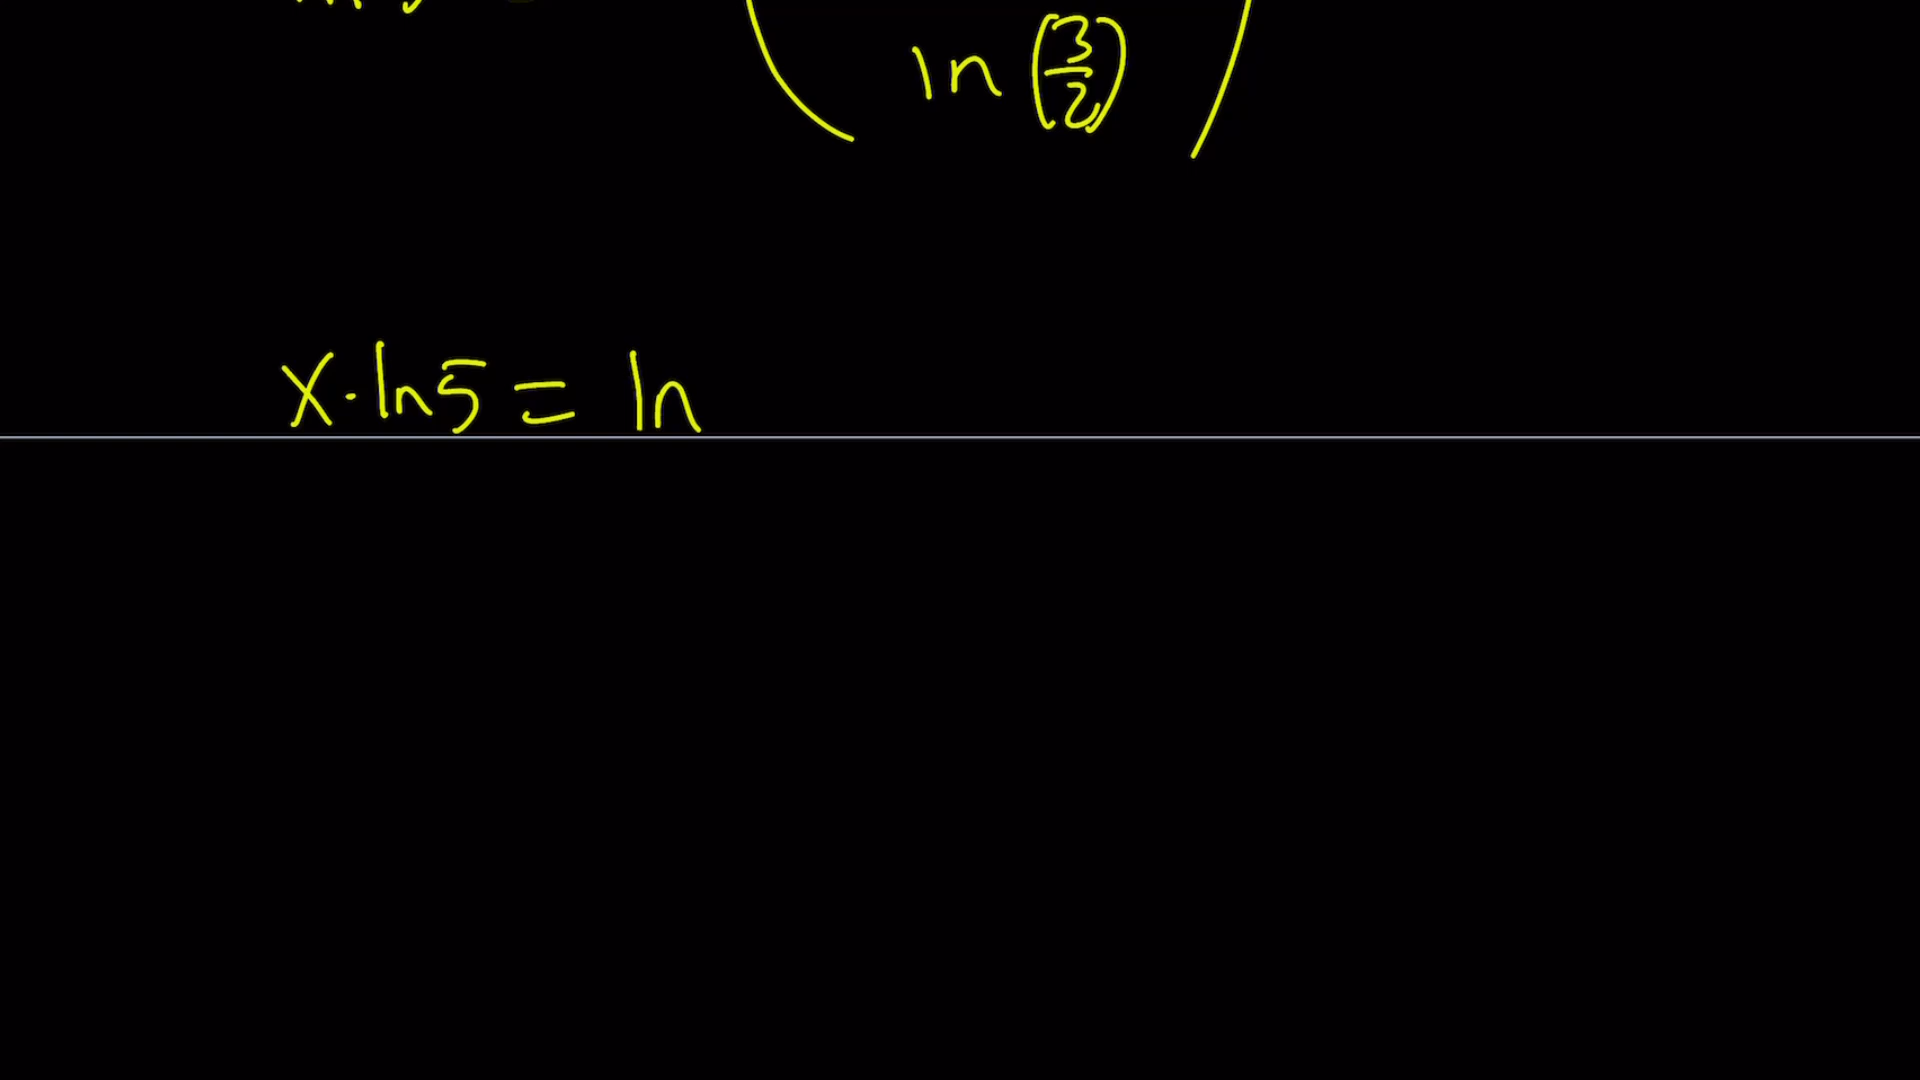 ln (3/2)
x·ln5 = ln